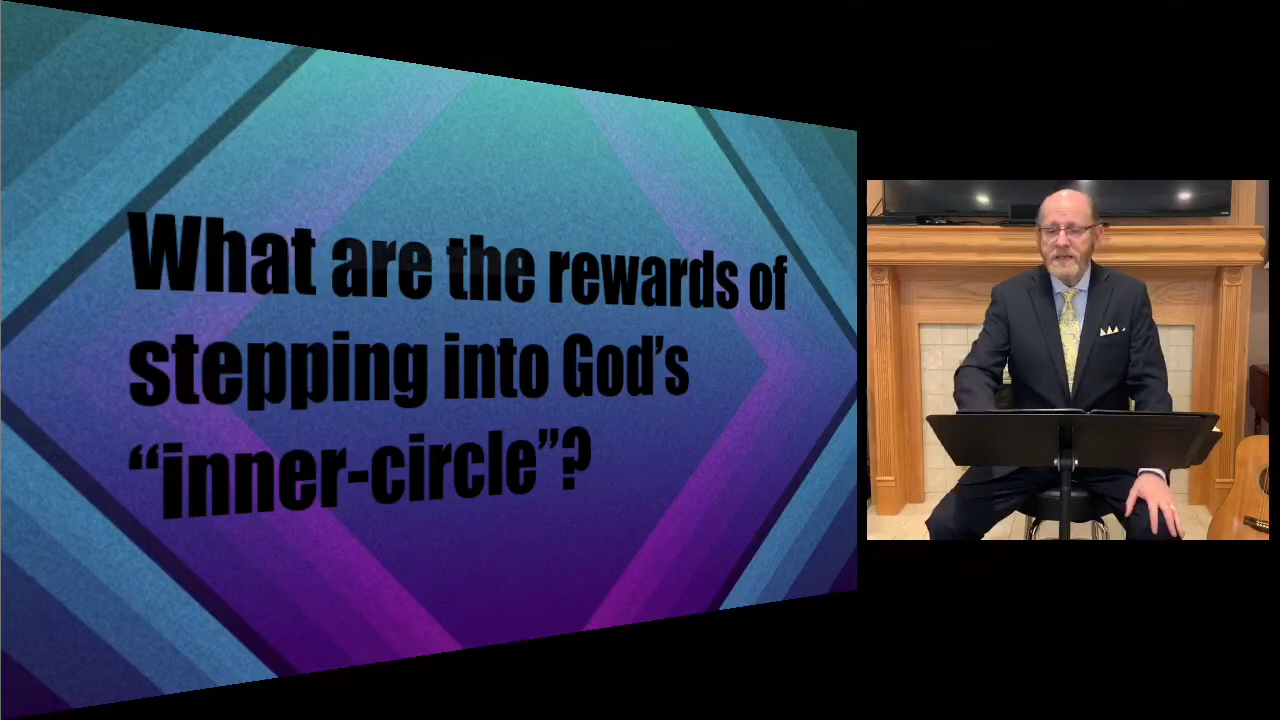 What are the rewards of
stepping into God’s
“inner-circle”?